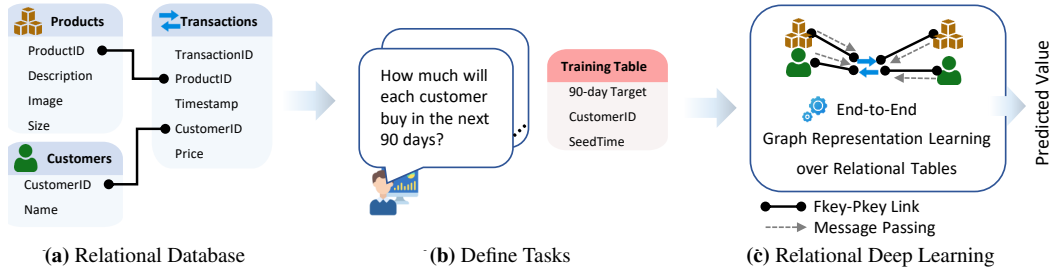 Products
ProductID
Description
Image
Size
Customers
CustomerID
Name
Transactions
TransactionID
ProductID
Timestamp
CustomerID
Price
(a) Relational Database
How much will
each customer
buy in the next
90 days?
Training Table
90-day Target
CustomerID
SeedTime
(b) Define Tasks
End-to-End
Graph Representation Learning
over Relational Tables
Fkey-Pkey Link
Message Passing
(c) Relational Deep Learning
Predicted Value